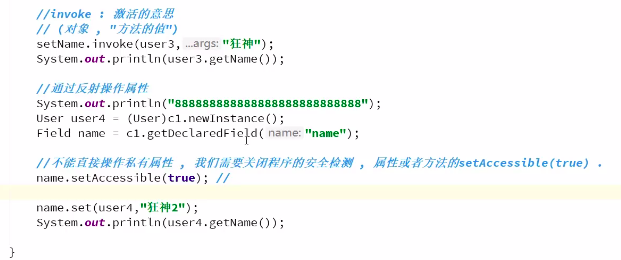 //invoke : 激活的意思
// (对象 , "方法的值")
setName.invoke(user3, ...args: "狂神");
System.out.println(user3.getName());
//通过反射操作属性
System.out.println("88888888888888888888888888");
User user4 = (User)c1.newInstance();
Field name = c1.getDeclaredField( name: "name");
//不能直接操作私有属性 , 我们需要关闭程序的安全检测 , 属性或者方法的setAccessible(true) .
name.setAccessible(true); //
name.set(user4,"狂神2");
System.out.println(user4.getName());
}